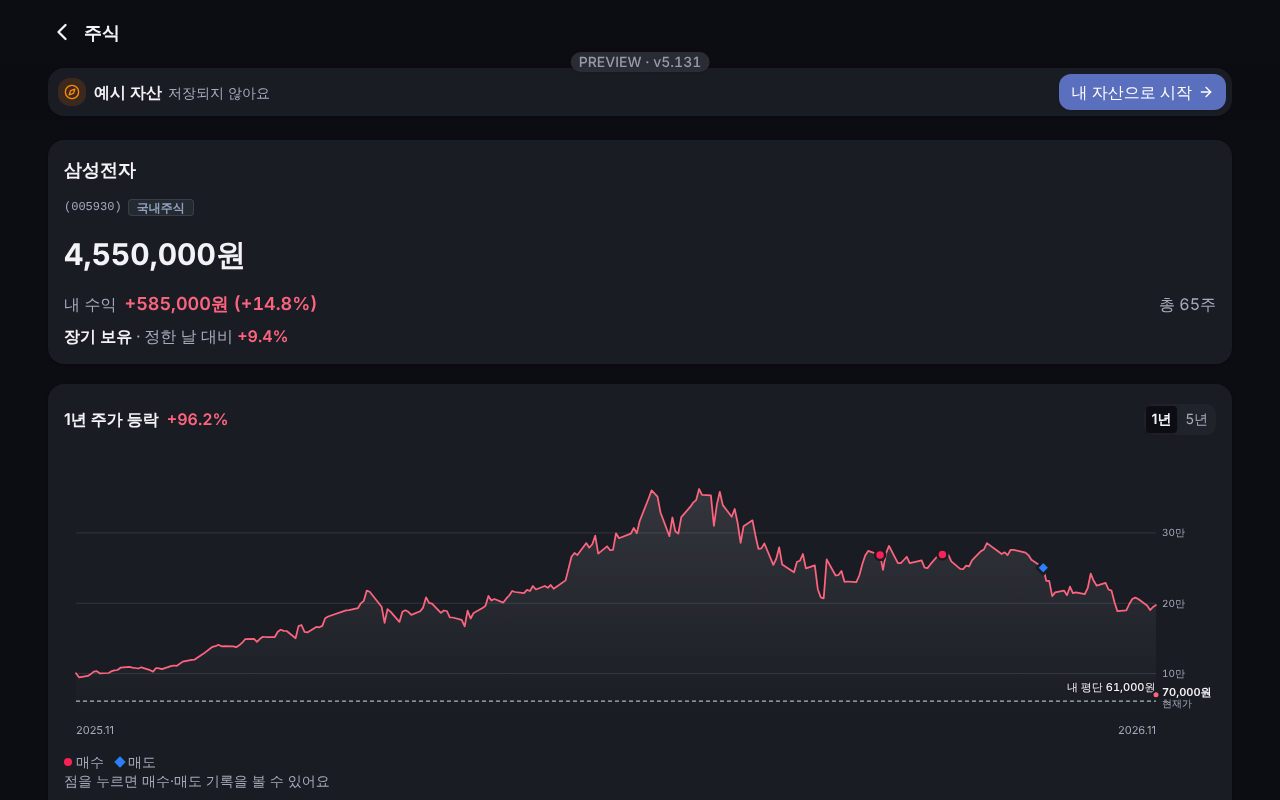 주식
PREVIEW · v5.131
예시 자산 저장되지 않아요
내 자산으로 시작 →
삼성전자
(005930) 국내주식
4,550,000원
내 수익 +585,000원 (+14.8%)
총 65주
장기 보유 · 정한 날 대비 +9.4%
1년 주가 등락 +96.2%
1년 5년
30만
20만
10만
내 평단 61,000원
70,000원
현재가
2025.11
2026.11
매수 매도
점을 누르면 매수·매도 기록을 볼 수 있어요